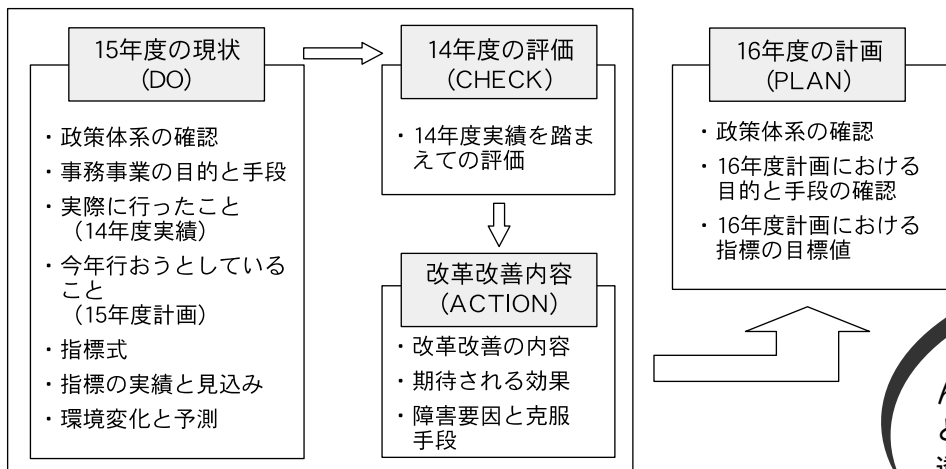 15年度の現状
(DO)
・政策体系の確認
・事務事業の目的と手段
・実際に行ったこと
（14年度実績）
・今年行おうとしている
こと
（15年度計画）
・指標式
・指標の実績と見込み
・環境変化と予測
14年度の評価
(CHECK)
・14年度実績を踏ま
えての評価
改革改善内容
(ACTION)
・改革改善の内容
・期待される効果
・障害要因と克服
手段
16年度の計画
(PLAN)
・政策体系の確認
・16年度計画における
目的と手段の確認
・16年度計画における
指標の目標値